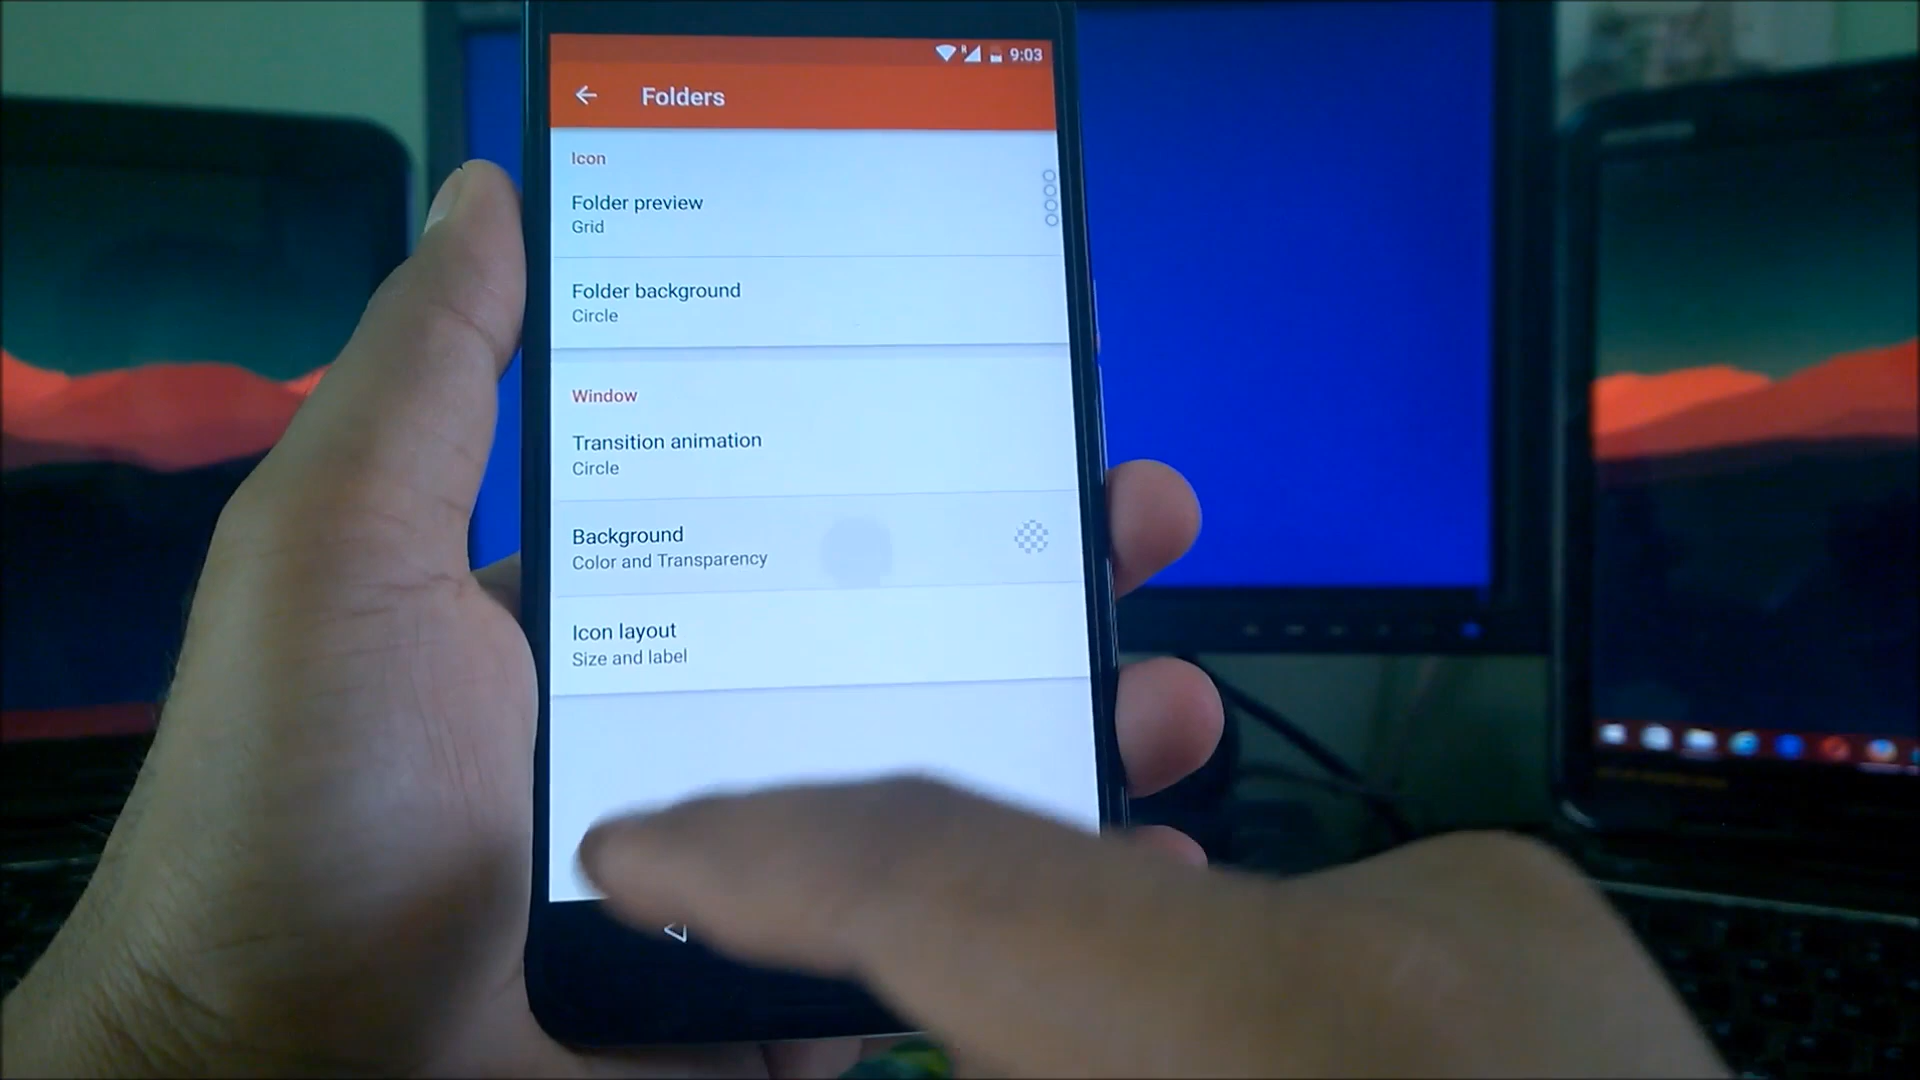 9:03
Folders
Icon
Folder preview
Grid
Folder background
Circle
Window
Transition animation
Circle
Background
Color and Transparency
Icon layout
Size and label